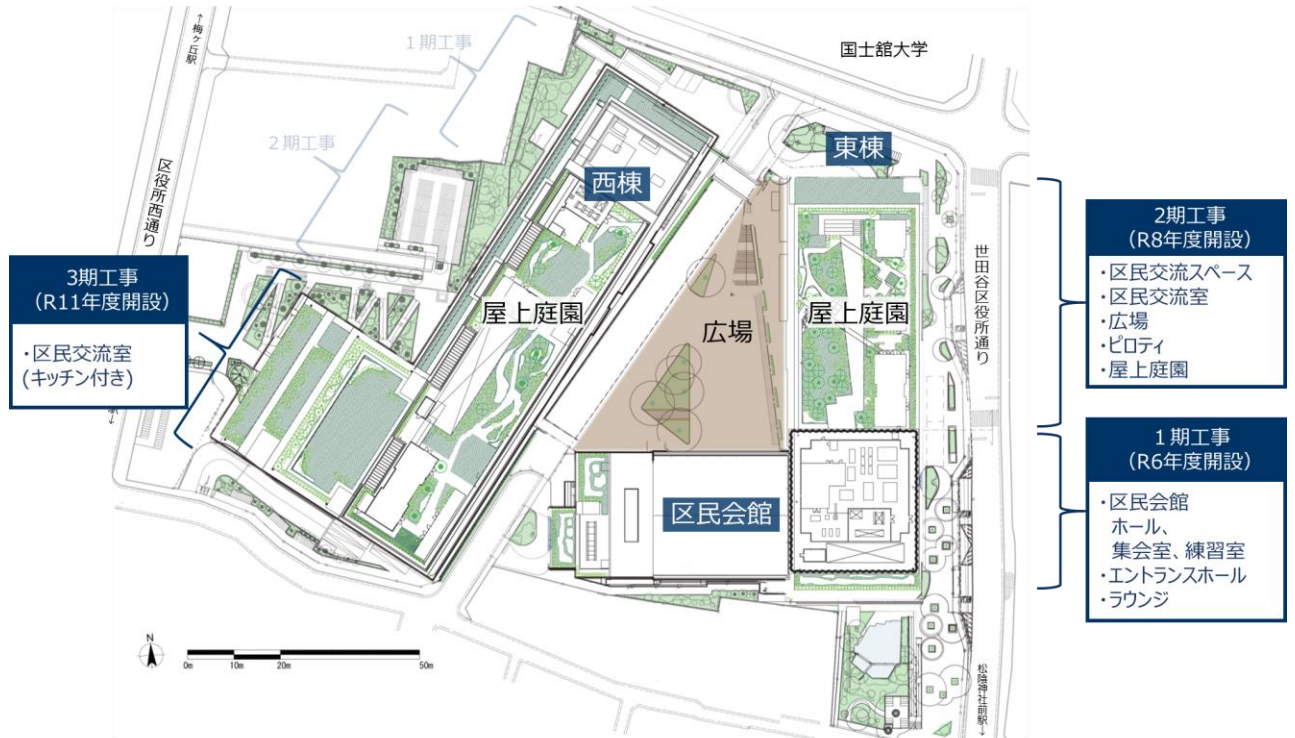 ←梅ヶ丘駅
1期工事
国士舘大学
2期工事
東棟
西棟
区役所西通り
2期工事
(R8年度開設)
・区民交流スペース
・区民交流室
・広場
・ピロティ
・屋上庭園
世田谷区役所通り
3期工事
(R11年度開設)
・区民交流室
(キッチン付き)
屋上庭園
広場
屋上庭園
駅→
1期工事
(R6年度開設)
・区民会館
ホール、
集会室、練習室
・エントランスホール
・ラウンジ
区民会館
N
0m 10m 20m 50m
松陰神社前駅→